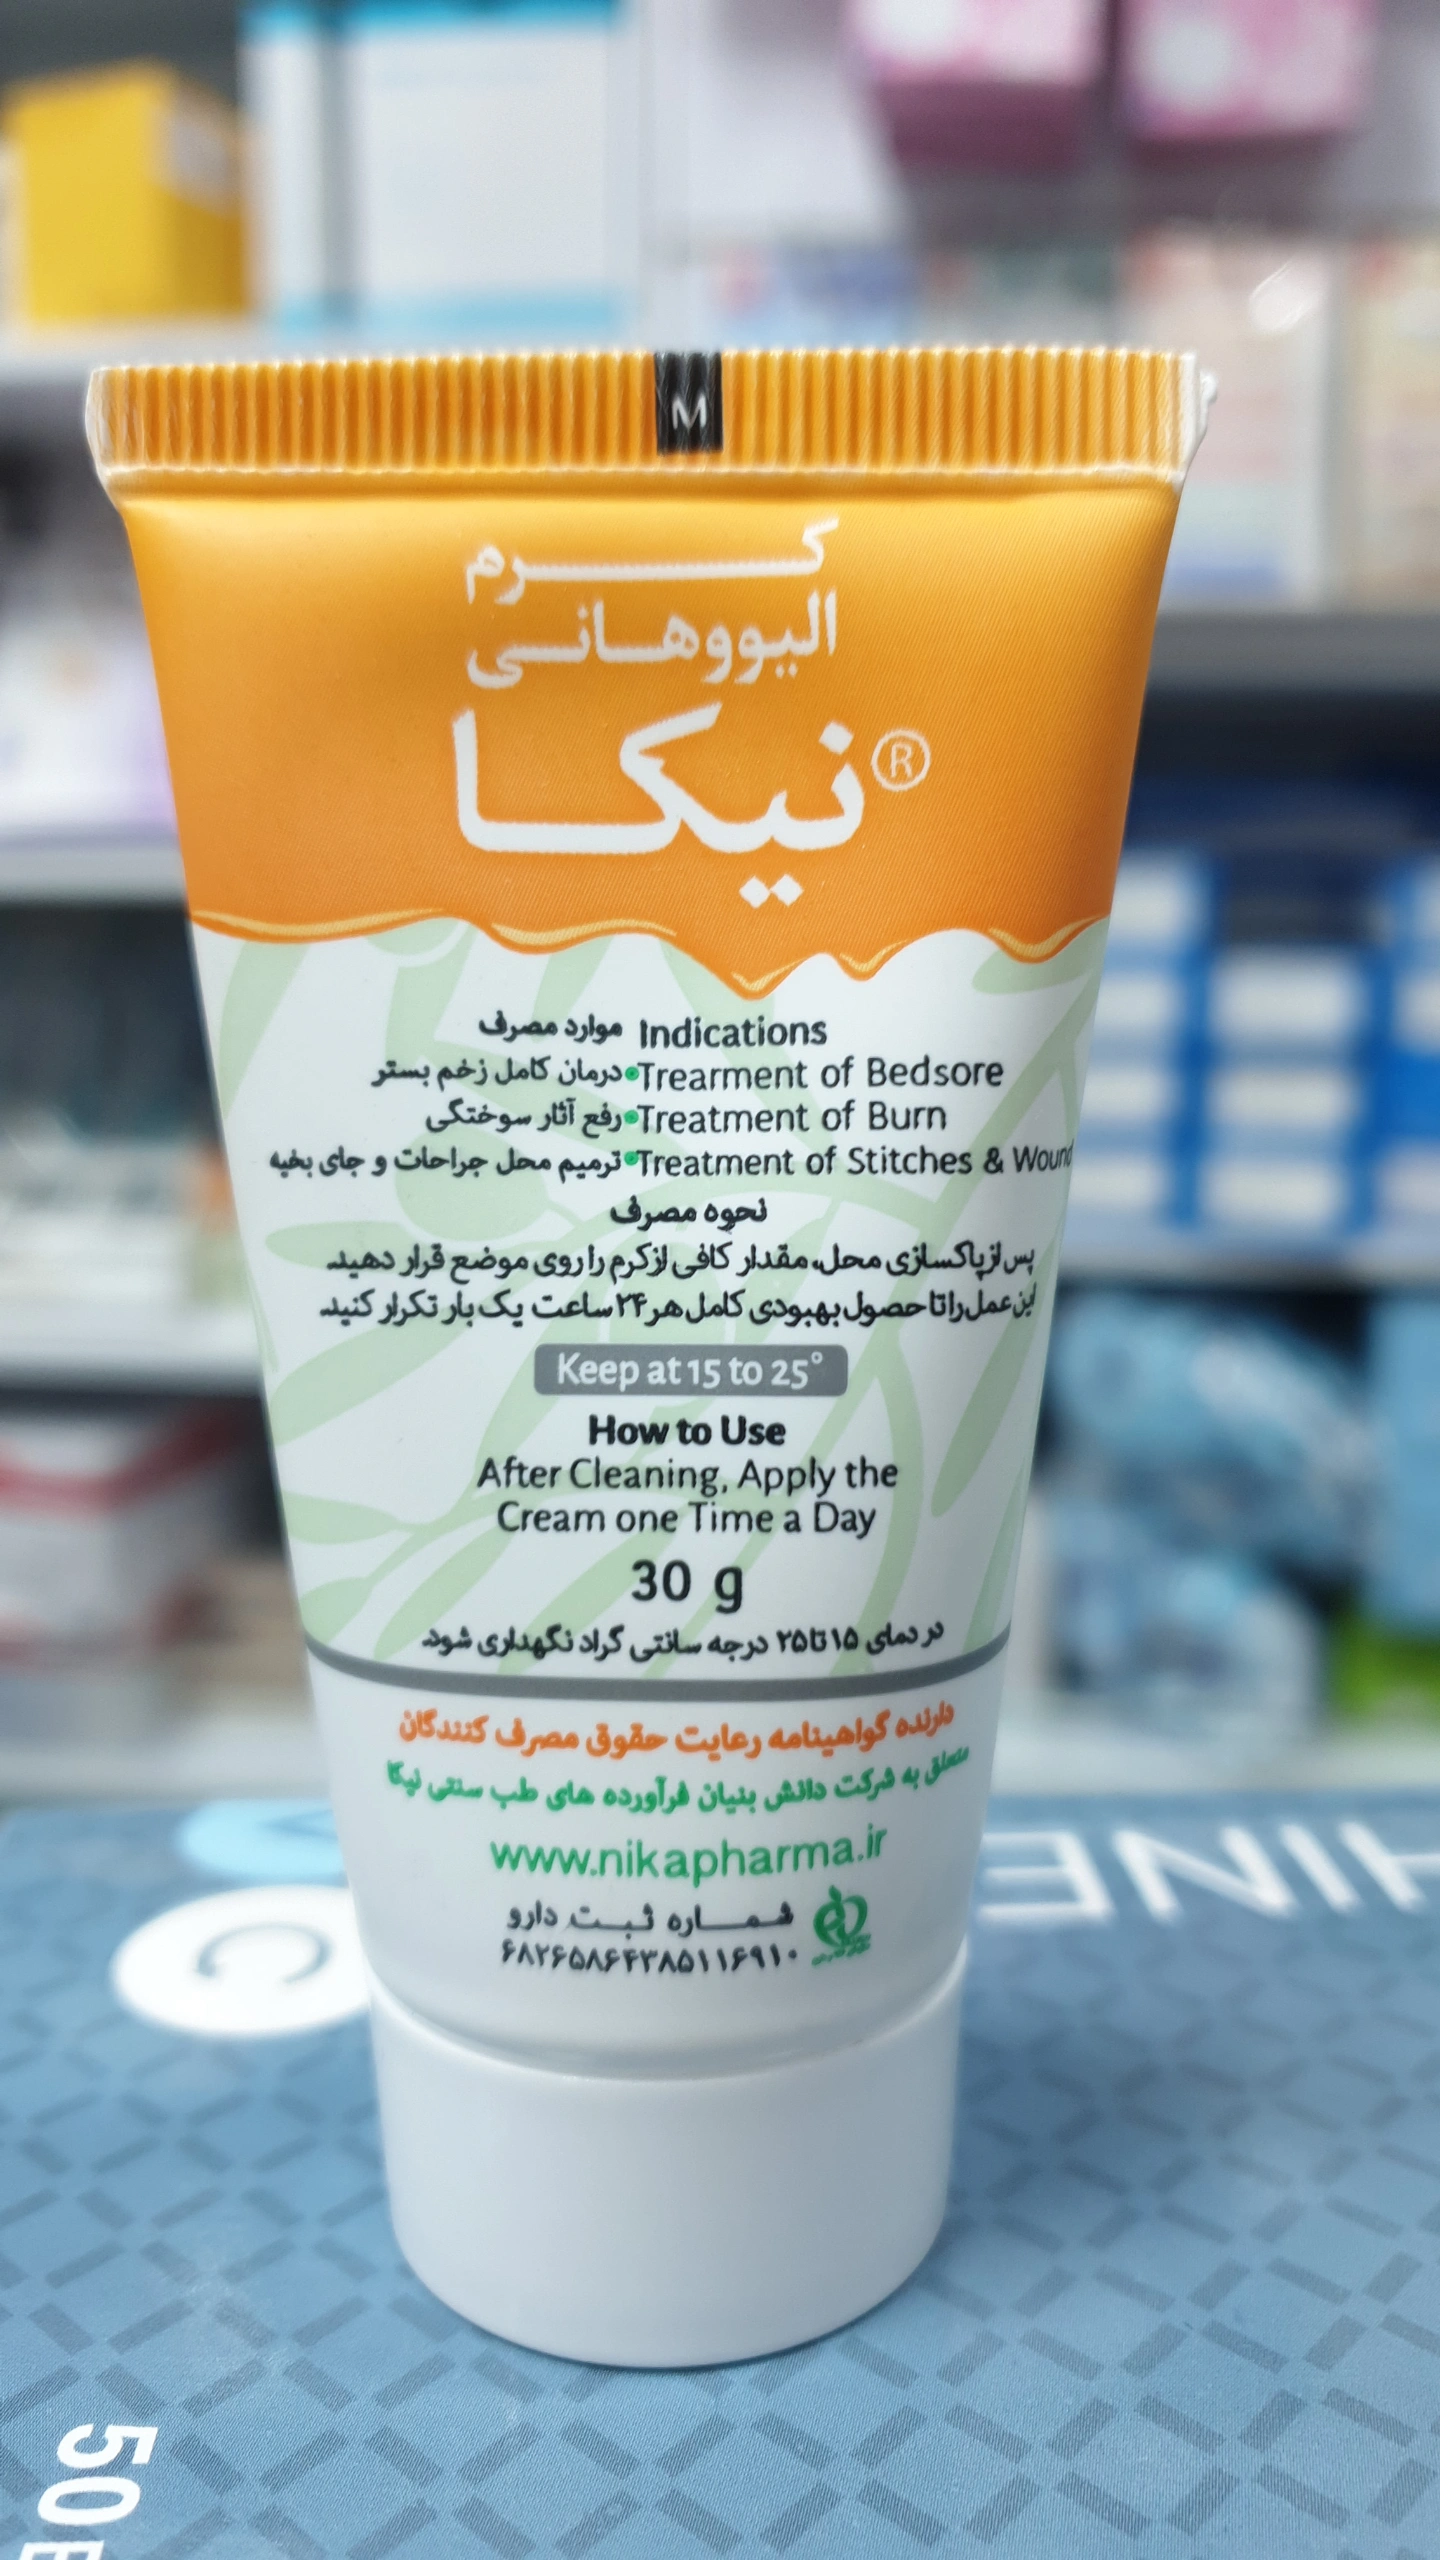 M
کرم
الیووهانی
نیکا®
موارد مصرف Indications
درمان کامل زخم بستر • Trearment of Bedsore
رفع آثار سوختگی • Treatment of Burn
ترمیم محل جراحات و جای بخیه • Treatment of Stitches & Wound
نحوه مصرف
پس از پاکسازی محل، مقدار کافی از کرم را روی موضع قرار دهید.
این عمل را تا حصول بهبودی کامل هر ۲۴ ساعت یک بار تکرار کنید.
Keep at 15 to 25°
How to Use
After Cleaning, Apply the
Cream one Time a Day
30 g
در دمای ۱۵ تا ۲۵ درجه سانتی گراد نگهداری شود.
دارنده گواهینامه رعایت حقوق مصرف کنندگان
متعلق به شرکت دانش بنیان فرآورده های طب سنتی نیکا
www.nikapharma.ir
شماره ثبت دارو
۶۸۲۶۵۸۶۴۳۸۵۱۱۶۹۱۰
HINE
C
50